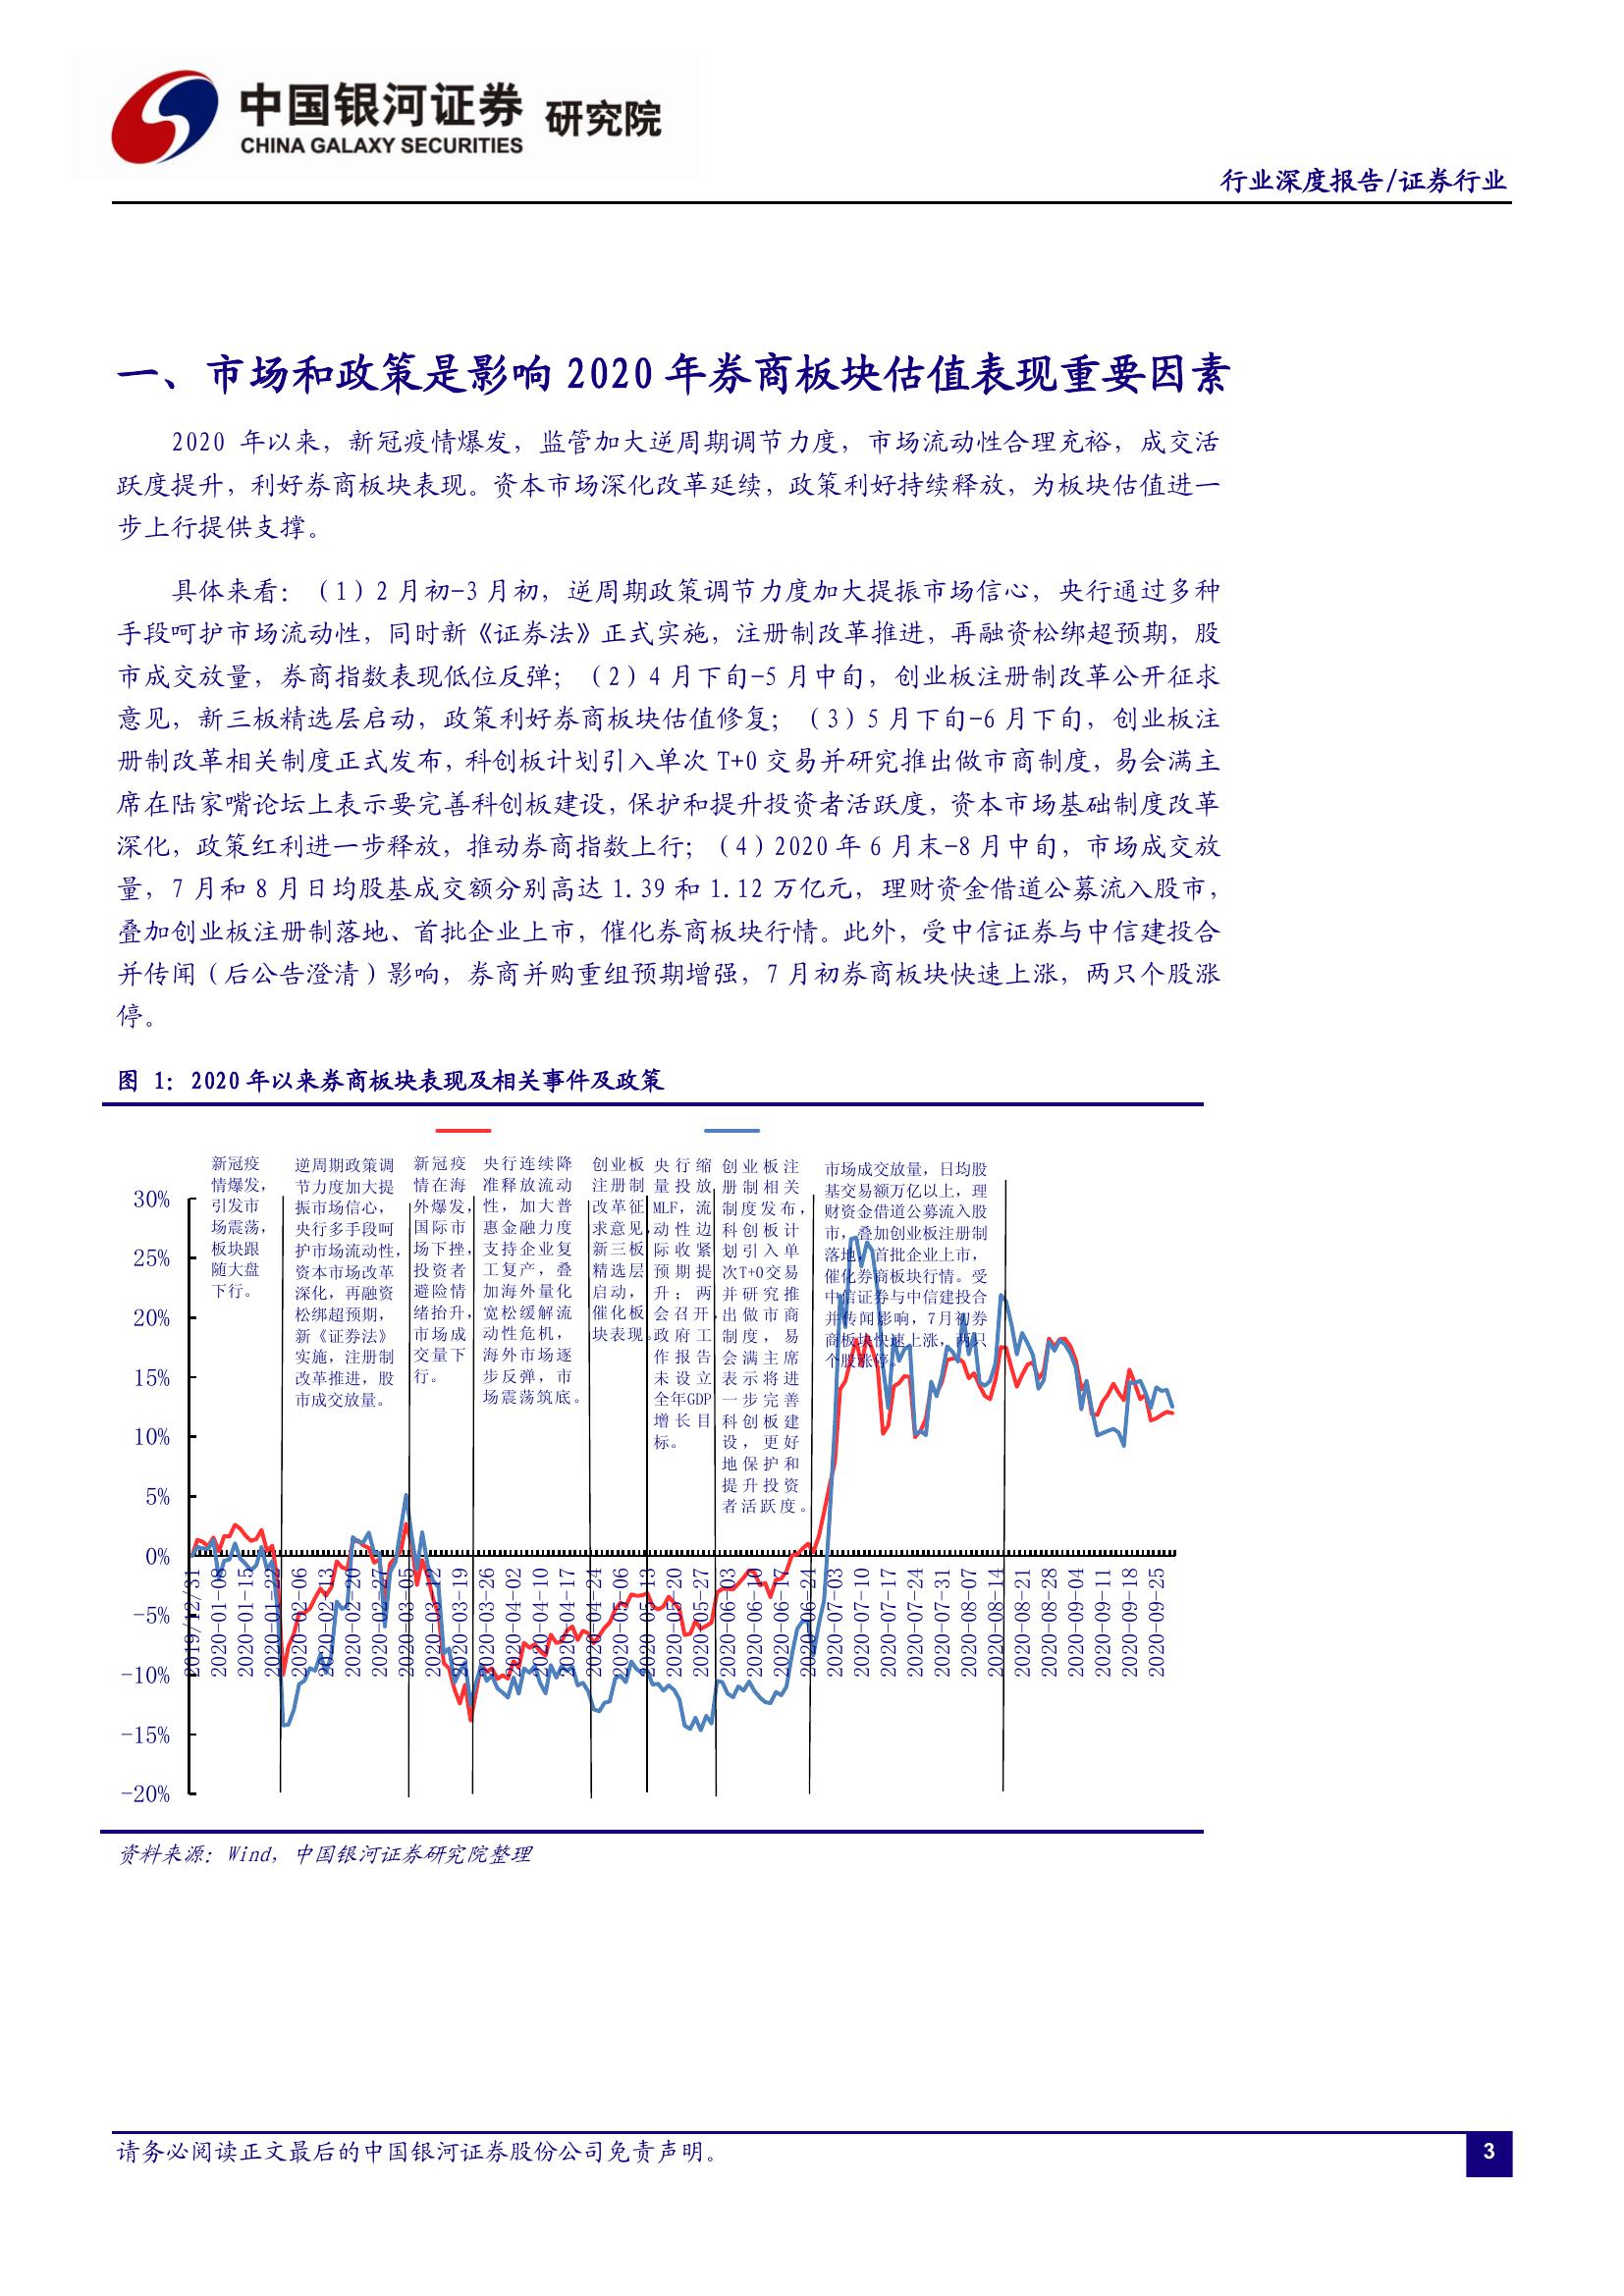 中国银河证券 研究院
CHINA GALAXY SECURITIES
行业深度报告/证券行业
一、市场和政策是影响 2020 年券商板块估值表现重要因素
2020 年以来，新冠疫情爆发，监管加大逆周期调节力度，市场流动性合理充裕，成交活
跃度提升，利好券商板块表现。资本市场深化改革延续，政策利好持续释放，为板块估值进一
步上行提供支撑。
具体来看：（1）2 月初-3 月初，逆周期政策调节力度加大提振市场信心，央行通过多种
手段呵护市场流动性，同时新《证券法》正式实施，注册制改革推进，再融资松绑超预期，股
市成交放量，券商指数表现低位反弹；（2）4 月下旬-5 月中旬，创业板注册制改革公开征求
意见，新三板精选层启动，政策利好券商板块估值修复；（3）5 月下旬-6 月下旬，创业板注
册制改革相关制度正式发布，科创板计划引入单次 T+0 交易并研究推出做市商制度，易会满主
席在陆家嘴论坛上表示要完善科创板建设，保护和提升投资者活跃度，资本市场基础制度改革
深化，政策红利进一步释放，推动券商指数上行；（4）2020 年 6 月末-8 月中旬，市场成交放
量，7 月和 8 月日均股基成交额分别高达 1.39 和 1.12 万亿元，理财资金借道公募流入股市，
叠加创业板注册制落地、首批企业上市，催化券商板块行情。此外，受中信证券与中信建投合
并传闻（后公告澄清）影响，券商并购重组预期增强，7 月初券商板块快速上涨，两只个股涨
停。
图 1：2020 年以来券商板块表现及相关事件及政策
新冠疫
情爆发，
引发市
场震荡，
板块跟
随大盘
下行。
逆周期政策调
节力度加大提
振市场信心，
央行多手段呵
护市场流动性，
资本市场改革
深化，再融资
松绑超预期，
新《证券法》
实施，注册制
改革推进，股
市成交放量。
新冠疫
情在海
外爆发，
国际市
场下挫，
投资者
避险情
绪抬升，
市场成
交量下
行。
央行连续降
准释放流动
性，加大普
惠金融力度
支持企业复
工复产，叠
加海外量化
宽松缓解流
动性危机，
海外市场逐
步反弹，市
场震荡筑底。
创业板
注册制
改革征
求意见，
新三板
精选层
启动，
催化板
块表现。
央行缩
量投放
MLF，流
动性边
际收紧
预期提
升；两
会召开，
政府工
作报告
未设立
全年GDP
增长目
标。
创业板注
册制相关
制度发布，
科创板计
划引入单
次T+0交易
并研究推
出做市商
制度，易
会满主席
表示将进
一步完善
科创板建
设，更好
地保护和
提升投资
者活跃度。
市场成交放量，日均股
基交易额万亿以上，理
财资金借道公募流入股
市，叠加创业板注册制
落地，首批企业上市，
催化券商板块行情。受
中信证券与中信建投合
并传闻影响，7月初券
商板块快速上涨，两只
个股涨停。
30%
25%
20%
15%
10%
5%
0%
-5%
-10%
-15%
-20%
2019/12/31
2020-01-08
2020-01-15
2020-01-22
2020-02-06
2020-02-13
2020-02-20
2020-02-27
2020-03-05
2020-03-12
2020-03-19
2020-03-26
2020-04-02
2020-04-10
2020-04-17
2020-04-24
2020-05-06
2020-05-13
2020-05-20
2020-05-27
2020-06-03
2020-06-10
2020-06-17
2020-06-24
2020-07-03
2020-07-10
2020-07-17
2020-07-24
2020-07-31
2020-08-07
2020-08-14
2020-08-21
2020-08-28
2020-09-04
2020-09-11
2020-09-18
2020-09-25
资料来源：Wind，中国银河证券研究院整理
请务必阅读正文最后的中国银河证券股份公司免责声明。
3